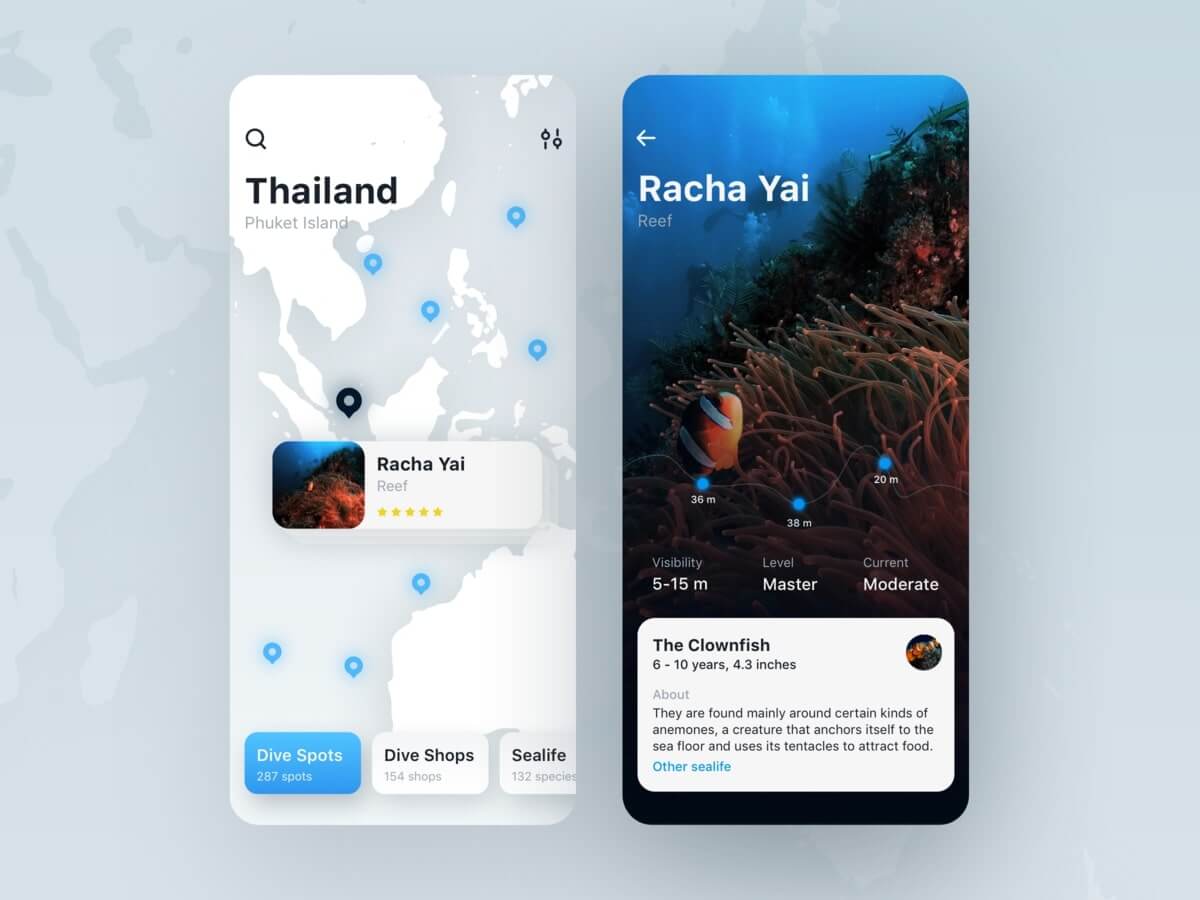 Thailand
Phuket Island
Racha Yai
Reef
Dive Spots
287 spots
Dive Shops
154 shops
Sealife
132 species
Racha Yai
Reef
36 m
38 m
20 m
Visibility
5-15 m
Level
Master
Current
Moderate
The Clownfish
6 - 10 years, 4.3 inches
About
They are found mainly around certain kinds of
anemones, a creature that anchors itself to the
sea floor and uses its tentacles to attract food.
Other sealife